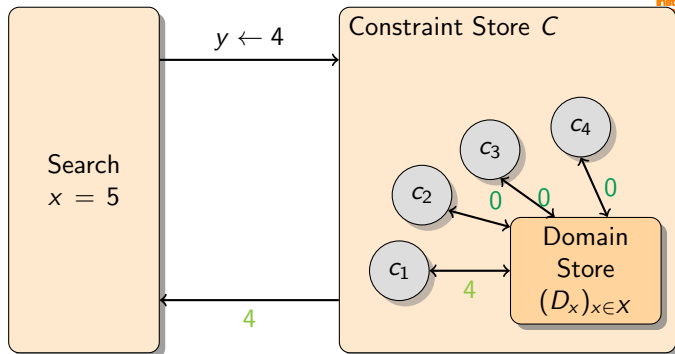 Constraint Store C
y ← 4
Search
x = 5
c₄
c₃
c₂
c₁
0
0
0
4
4
Domain
Store
(Dₓ)ₓ∈X